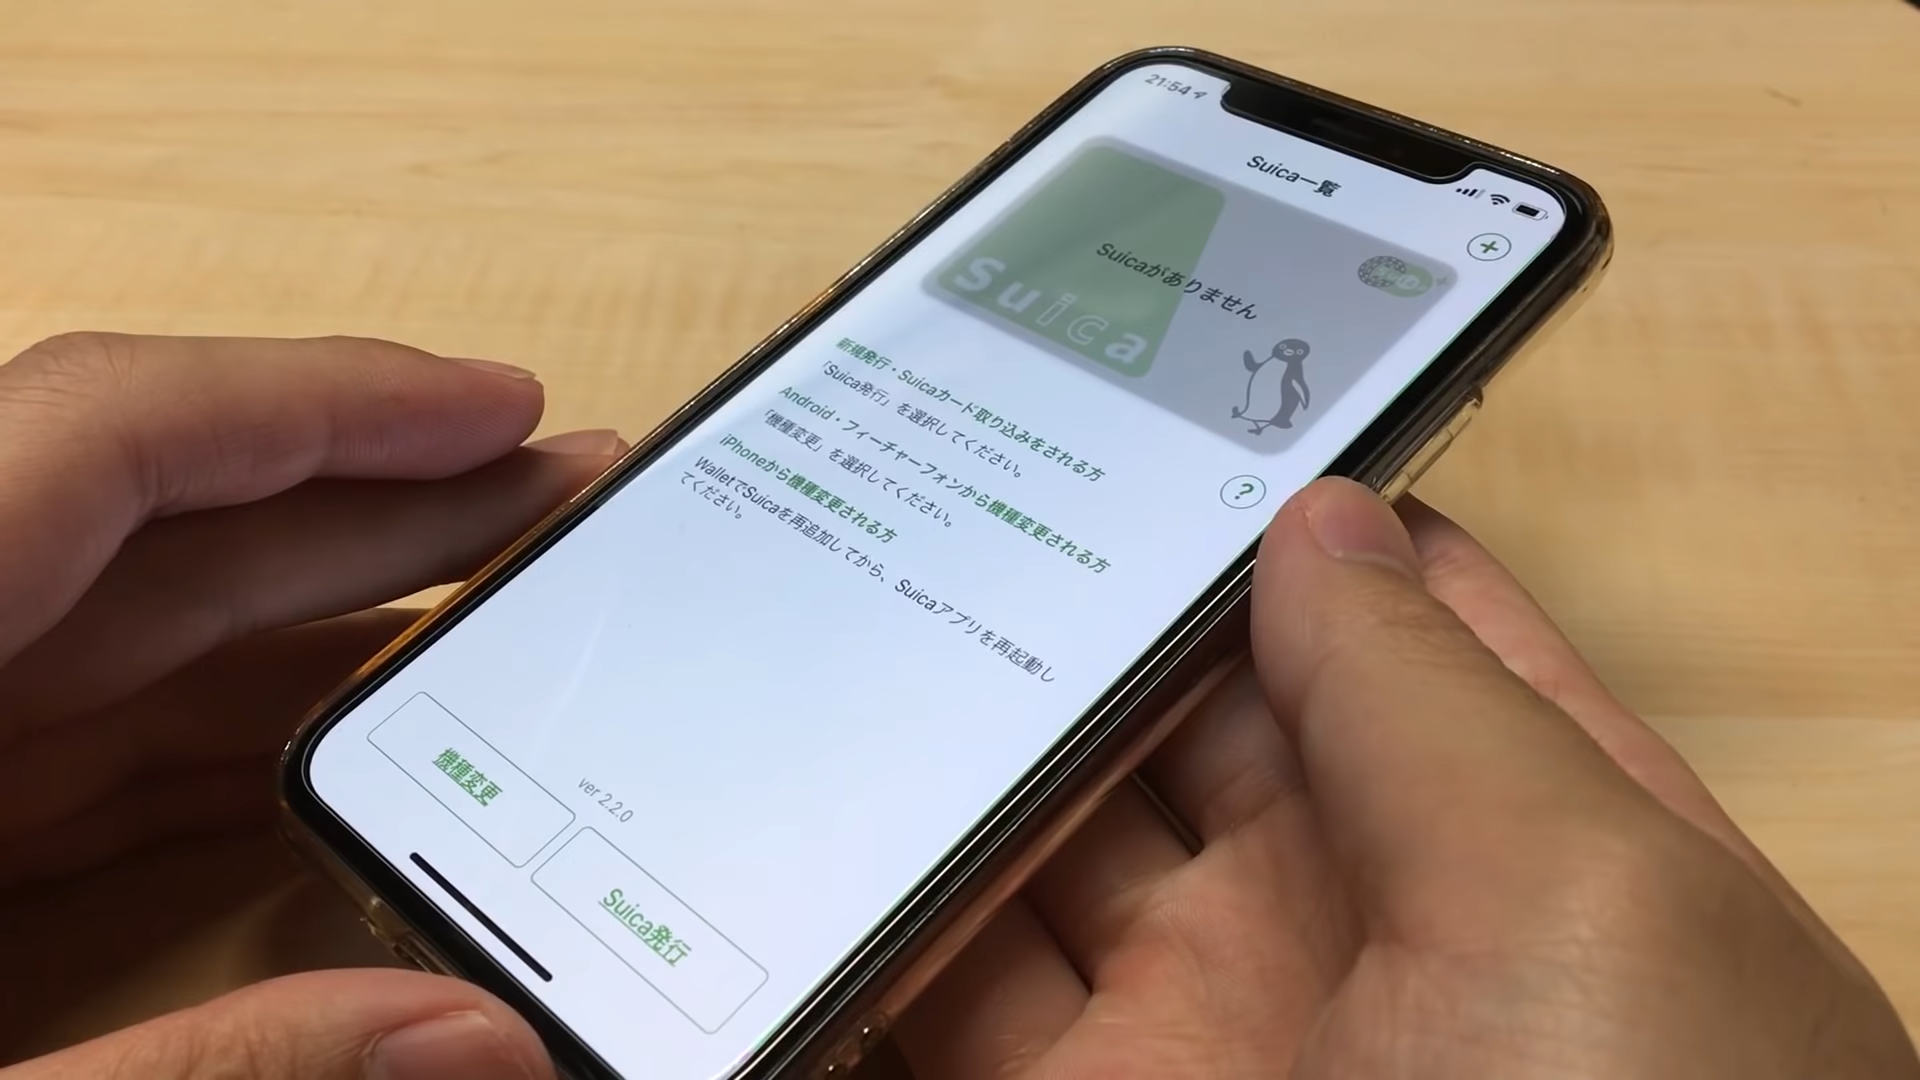 21:54
Suica一覧
+
Suicaがありません
Suica
新規発行・Suicaカード取り込みをされる方
「Suica発行」を選択してください。
Android・フィーチャーフォンから機種変更される方
「機種変更」を選択してください。
?
iPhoneから機種変更される方
WalletでSuicaを再追加してから、Suicaアプリを再起動し
てください。
ver 2.2.0
機種変更
Suica発行